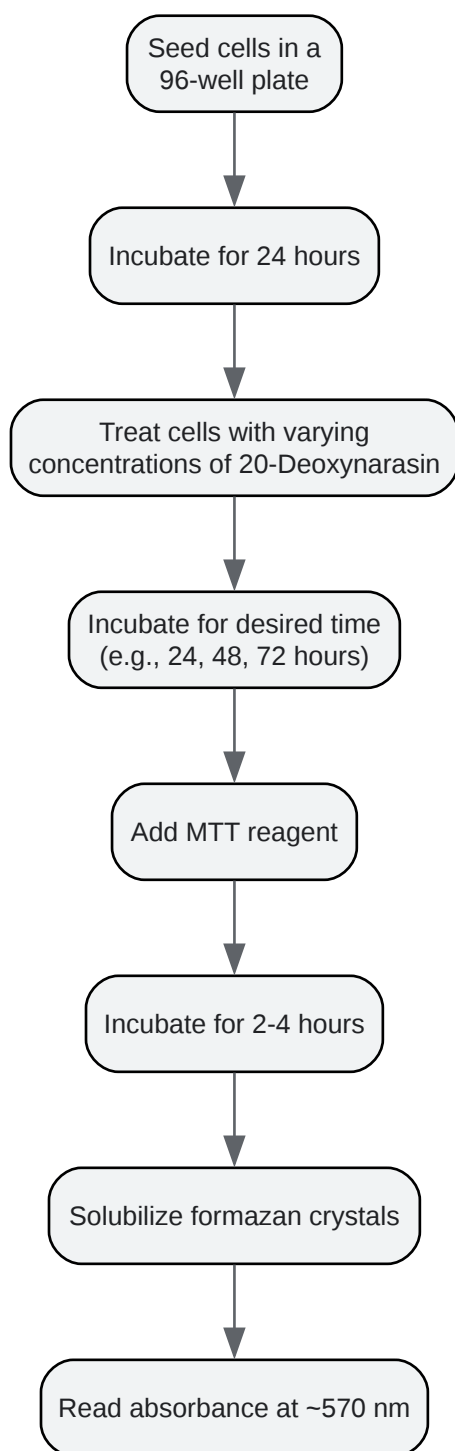 Seed cells in a
96-well plate
Incubate for 24 hours
Treat cells with varying
concentrations of 20-Deoxynarasin
Incubate for desired time
(e.g., 24, 48, 72 hours)
Add MTT reagent
Incubate for 2-4 hours
Solubilize formazan crystals
Read absorbance at ~570 nm